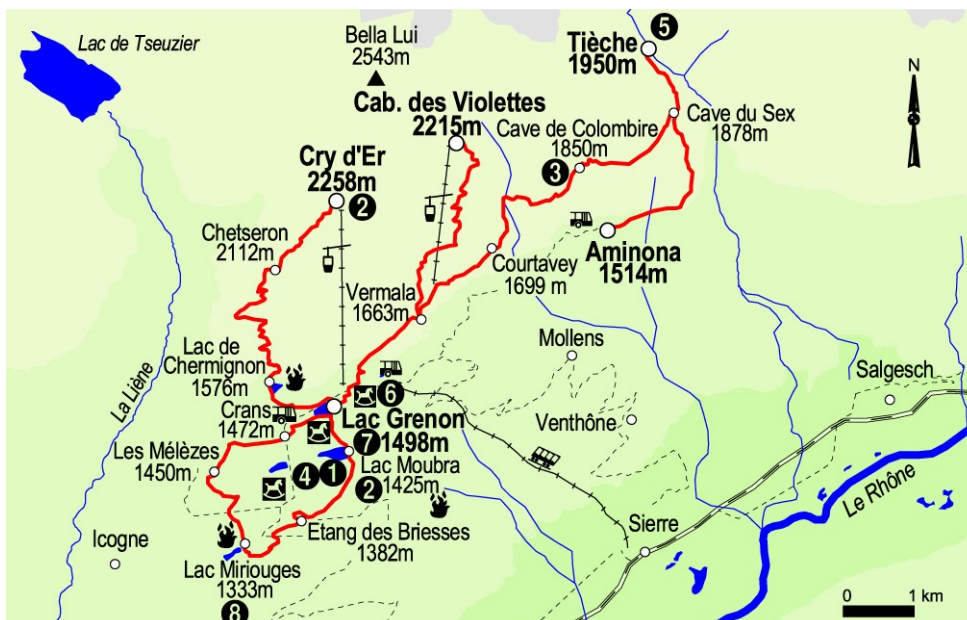 Lac de Tseuzier
Bella Lui
2543m
5
Tièche
1950m
N
Cab. des Violettes
2215m
Cave du Sex
1878m
Cave de Colombire
1850m
3
Cry d'Er
2258m
2
Chetseron
2112m
Aminona
1514m
Courtavey
1699 m
Vermala
1663m
Mollens
Lac de
Chermignon
1576m
La Liène
6
Salgesch
Crans
1472m
Lac Grenon
1498m
7
Venthône
Les Mélèzes
1450m
4
1
Lac Moubra
1425m
2
Le Rhône
Etang des Briesses
1382m
Sierre
Icogne
Lac Miriouges
1333m
8
0 1 km